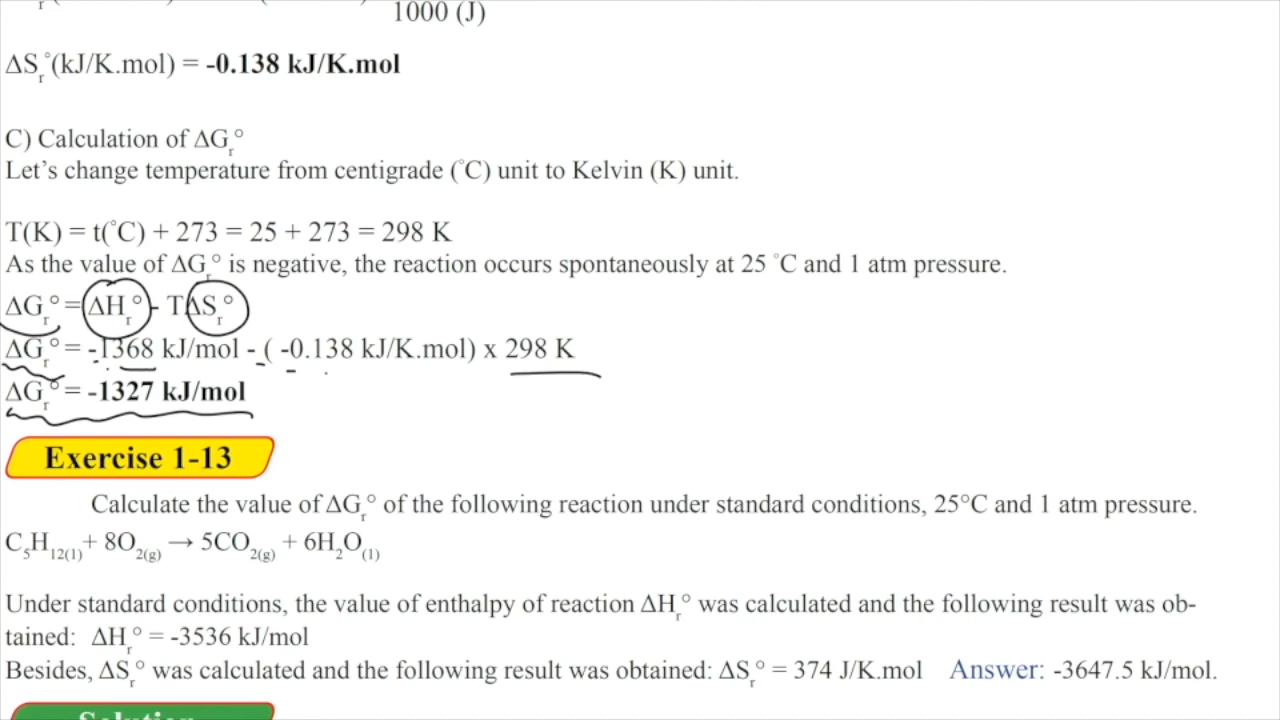 1000 (J)
ΔSr°(kJ/K.mol) = -0.138 kJ/K.mol
C) Calculation of ΔGr°
Let's change temperature from centigrade (°C) unit to Kelvin (K) unit.
T(K) = t(°C) + 273 = 25 + 273 = 298 K
As the value of ΔGr° is negative, the reaction occurs spontaneously at 25 °C and 1 atm pressure.
ΔGr° = ΔHr° - TΔSr°
ΔGr° = -1368 kJ/mol - ( -0.138 kJ/K.mol) x 298 K
ΔGr° = -1327 kJ/mol
Exercise 1-13
Calculate the value of ΔGr° of the following reaction under standard conditions, 25°C and 1 atm pressure.
C5H12(l) + 8O2(g) → 5CO2(g) + 6H2O(l)
Under standard conditions, the value of enthalpy of reaction ΔHr° was calculated and the following result was ob-
tained: ΔHr° = -3536 kJ/mol
Besides, ΔSr° was calculated and the following result was obtained: ΔSr° = 374 J/K.mol Answer: -3647.5 kJ/mol.
Solution